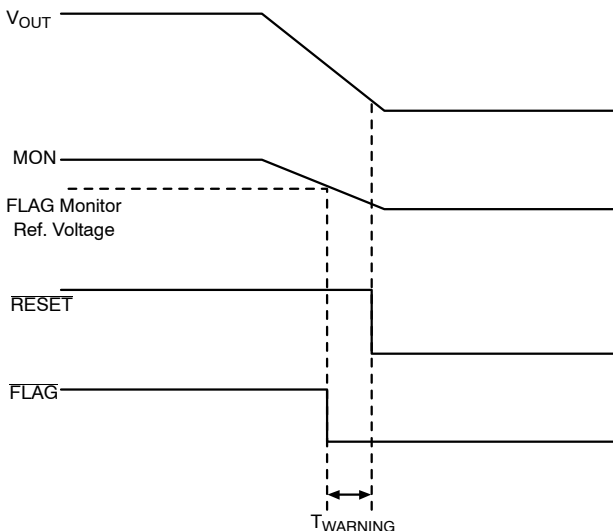 VOUT
MON
FLAG Monitor
Ref. Voltage
RESET
FLAG
TWARNING